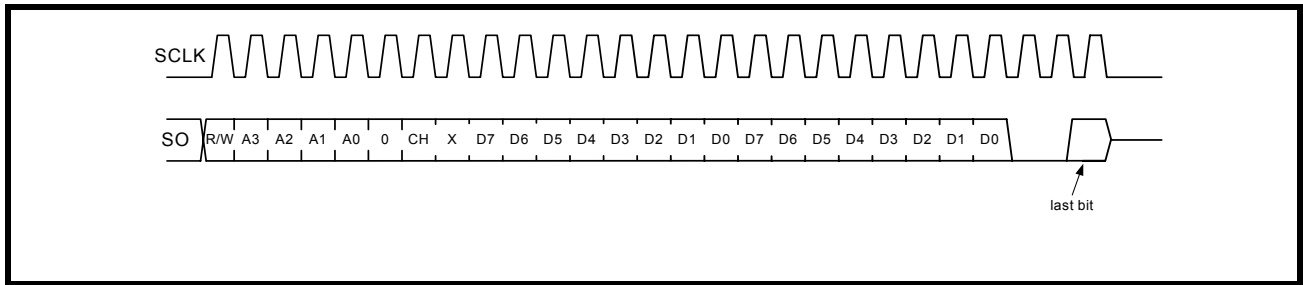 SCLK
SO R/W A3 A2 A1 A0 0 CH X D7 D6 D5 D4 D3 D2 D1 D0 D7 D6 D5 D4 D3 D2 D1 D0
last bit